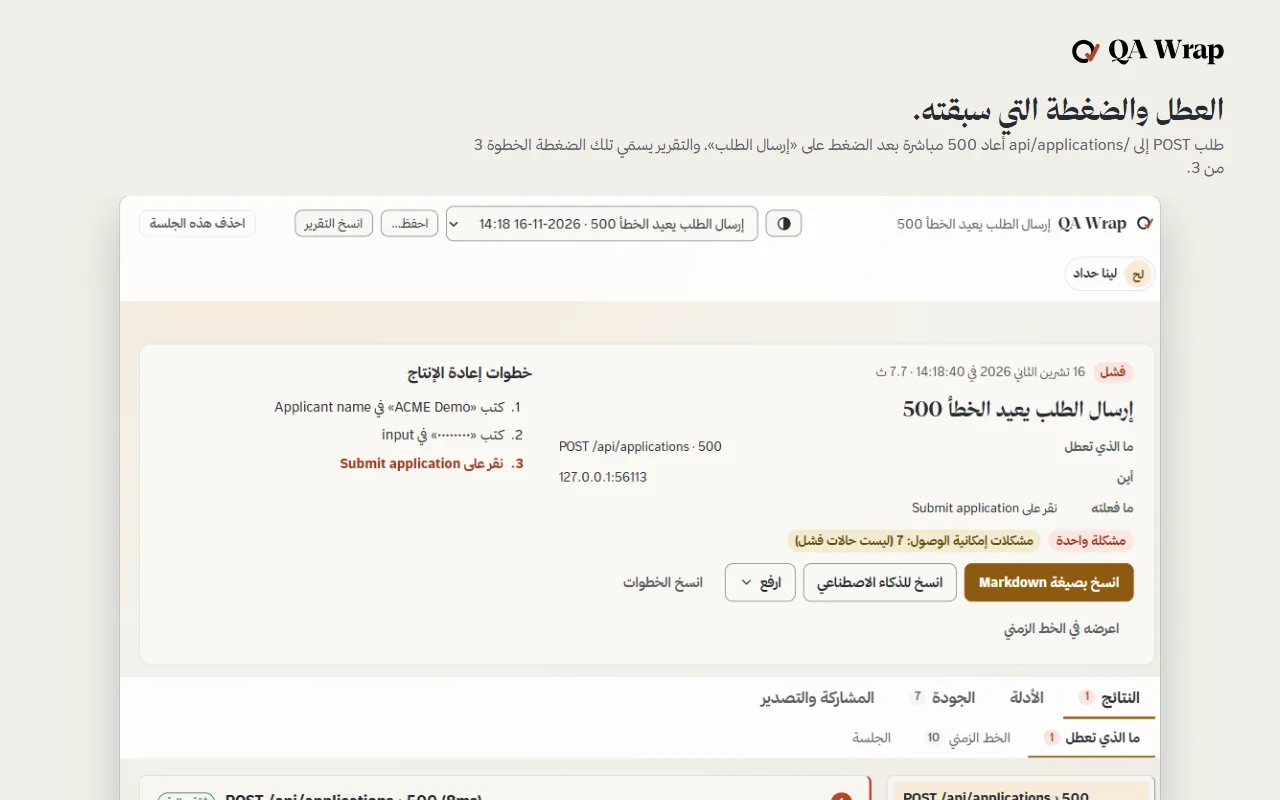 QA Wrap
العطل والضغطة التي سبقته.
طلب POST إلى /api/applications أعاد 500 مباشرة بعد الضغط على «إرسال الطلب». والتقرير يسمّي تلك الضغطة الخطوة 3
من 3.
QA Wrap إرسال الطلب يعيد الخطأ 500
إرسال الطلب يعيد الخطأ 500 · 2026-11-16 14:18
احفظ...
انسخ التقرير
احذف هذه الجلسة
لح لينا حداد
فشل 16 تشرين الثاني 2026 في 14:18:40 · 7.7 ث
إرسال الطلب يعيد الخطأ 500
ما الذي تعطل POST /api/applications · 500
أين 127.0.0.1:56113
ما فعلته نقر على Submit application
مشكلة واحدة مشكلات إمكانية الوصول: 7 (ليست حالات فشل)
انسخ بصيغة Markdown انسخ للذكاء الاصطناعي ارفع انسخ الخطوات
اعرضه في الخط الزمني
خطوات إعادة الإنتاج
1. كتب «ACME Demo» في Applicant name
2. كتب «••••••••» في input
3. نقر على Submit application
النتائج 1 الأدلة الجودة 7 المشاركة والتصدير
ما الذي تعطل 1 الخط الزمني 10 الجلسة
POST /api/applications · 500
POST /api/applications · 500 (8ms)